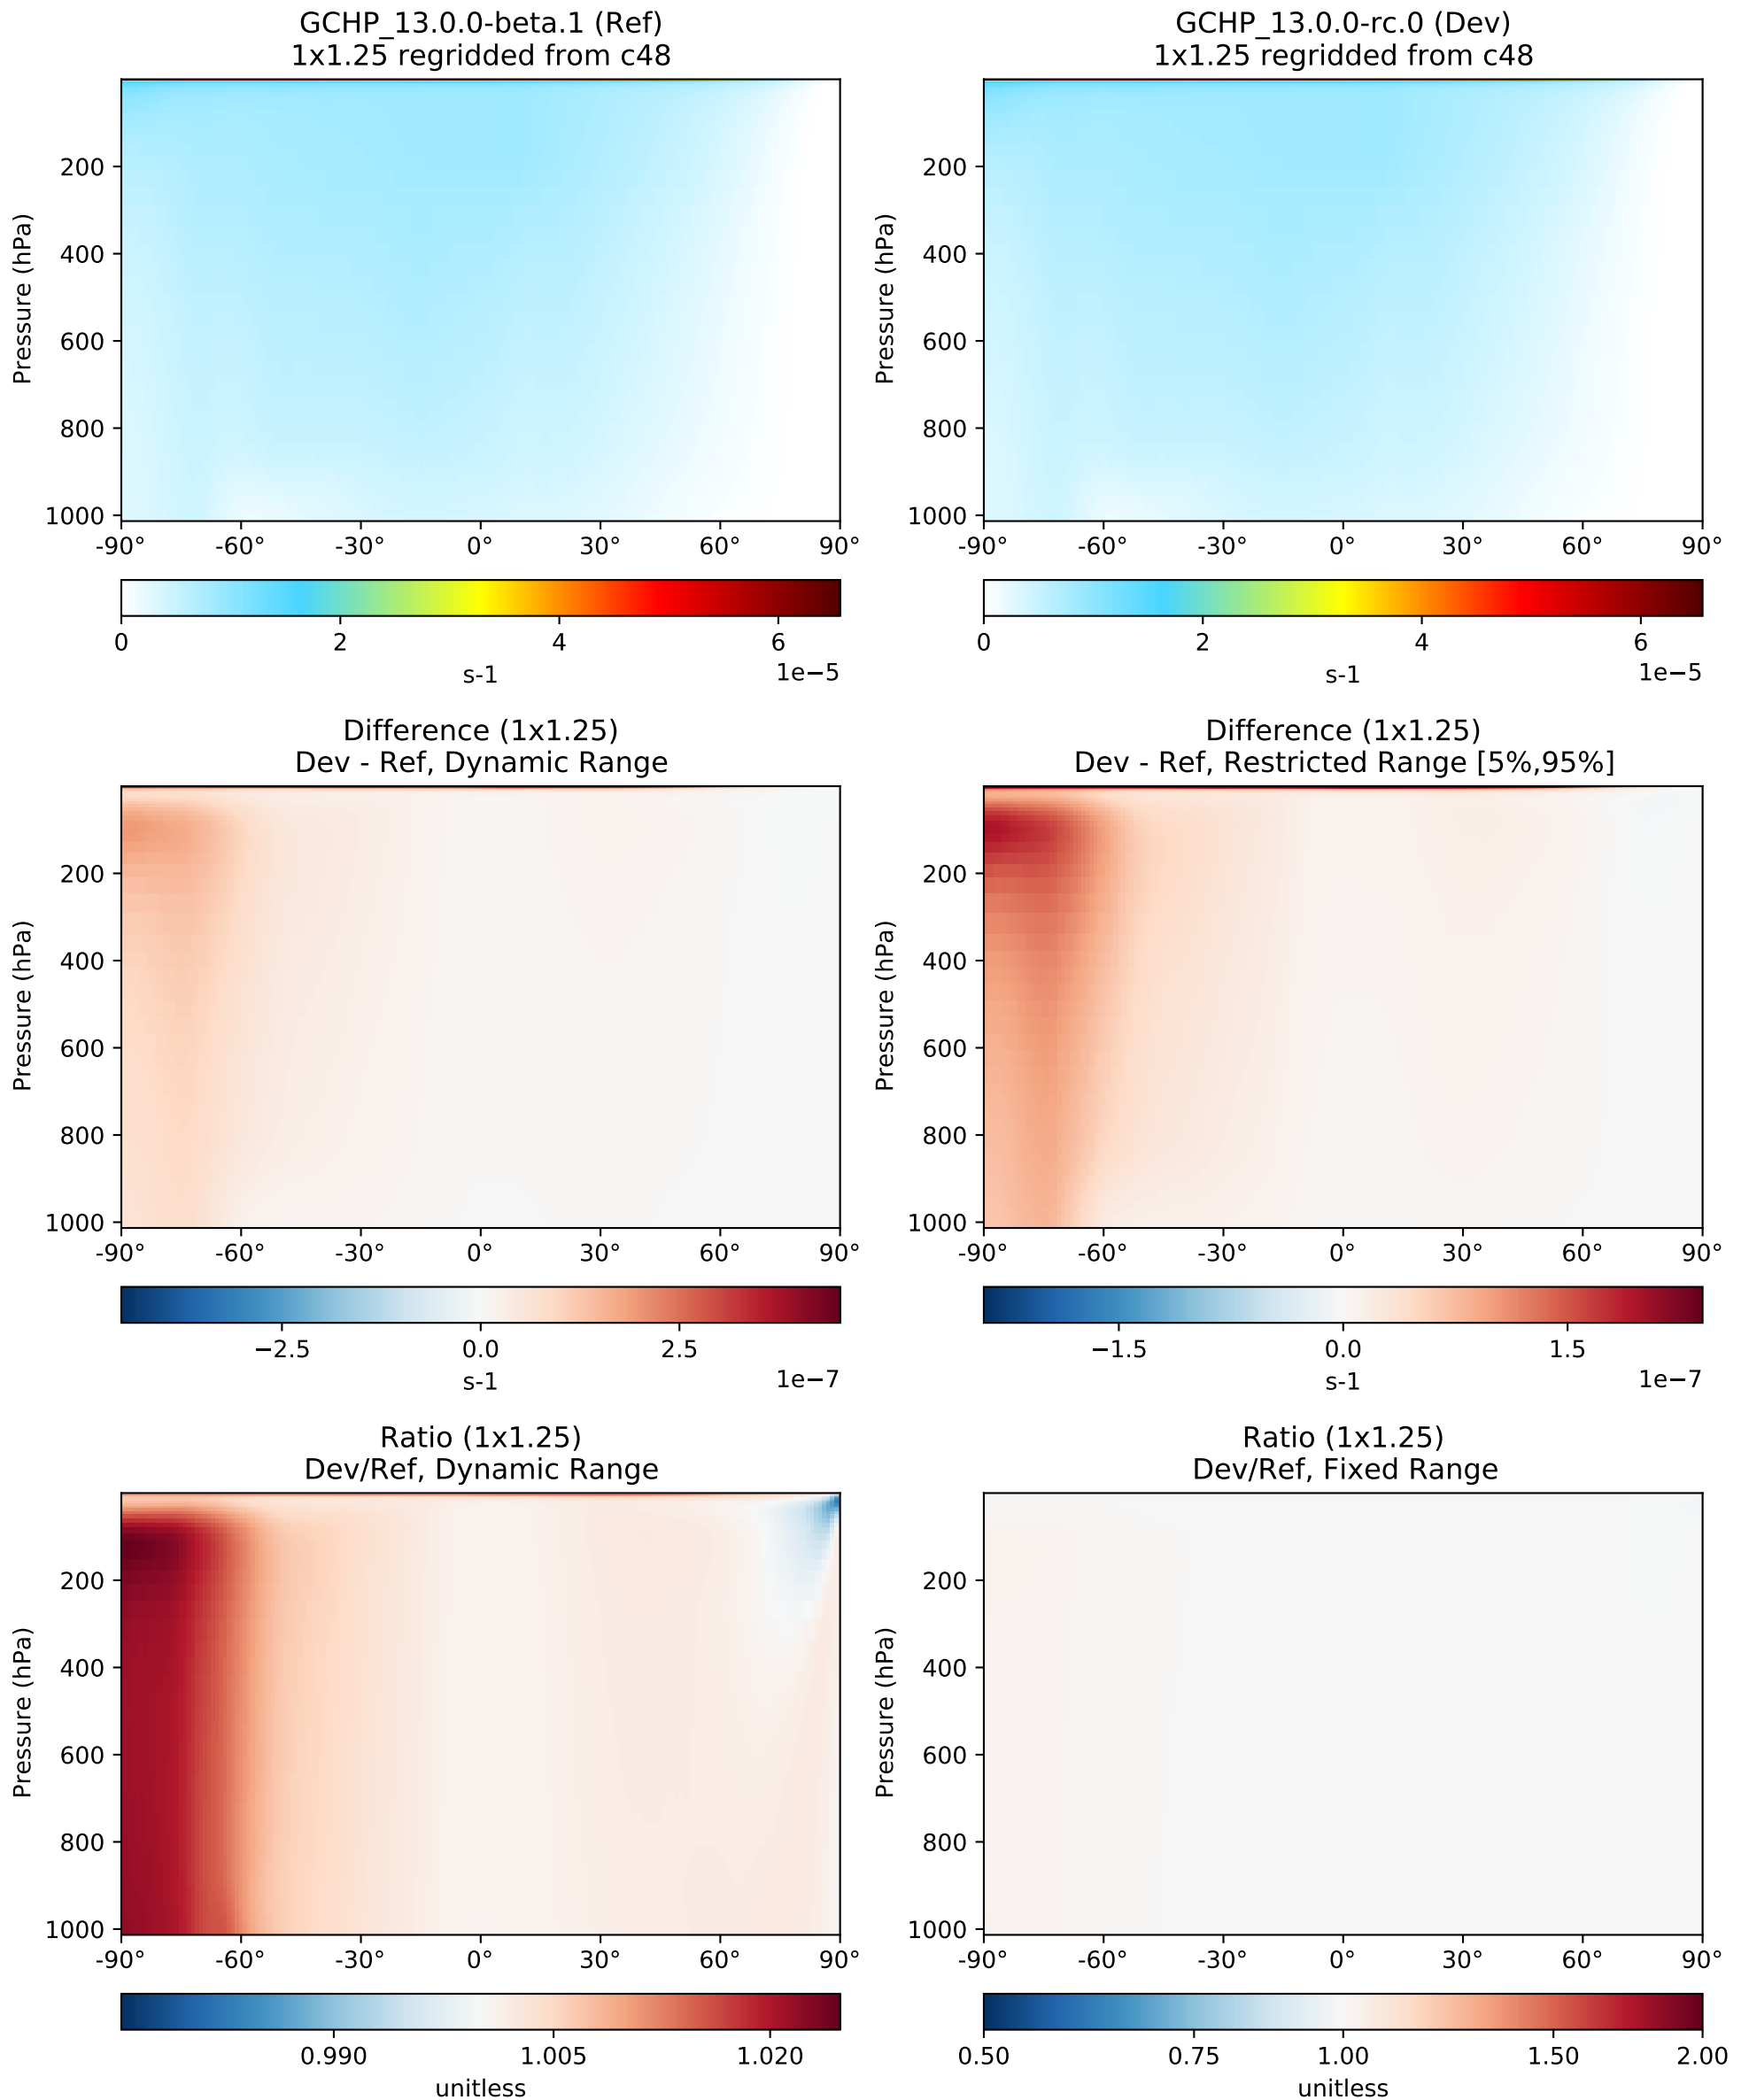 GCHP_13.0.0-beta.1 (Ref)
1x1.25 regridded from c48
Pressure (hPa)
200
400
600
800
1000
-90° -60° -30° 0° 30° 60° 90°
0 2 4 6
s-1
1e−5
GCHP_13.0.0-rc.0 (Dev)
1x1.25 regridded from c48
Pressure (hPa)
200
400
600
800
1000
-90° -60° -30° 0° 30° 60° 90°
0 2 4 6
s-1
1e−5
Difference (1x1.25)
Dev - Ref, Dynamic Range
Pressure (hPa)
200
400
600
800
1000
-90° -60° -30° 0° 30° 60° 90°
−2.5 0.0 2.5
s-1
1e−7
Difference (1x1.25)
Dev - Ref, Restricted Range [5%,95%]
Pressure (hPa)
200
400
600
800
1000
-90° -60° -30° 0° 30° 60° 90°
−1.5 0.0 1.5
s-1
1e−7
Ratio (1x1.25)
Dev/Ref, Dynamic Range
Pressure (hPa)
200
400
600
800
1000
-90° -60° -30° 0° 30° 60° 90°
0.990 1.005 1.020
unitless
Ratio (1x1.25)
Dev/Ref, Fixed Range
Pressure (hPa)
200
400
600
800
1000
-90° -60° -30° 0° 30° 60° 90°
0.50 0.75 1.00 1.50 2.00
unitless